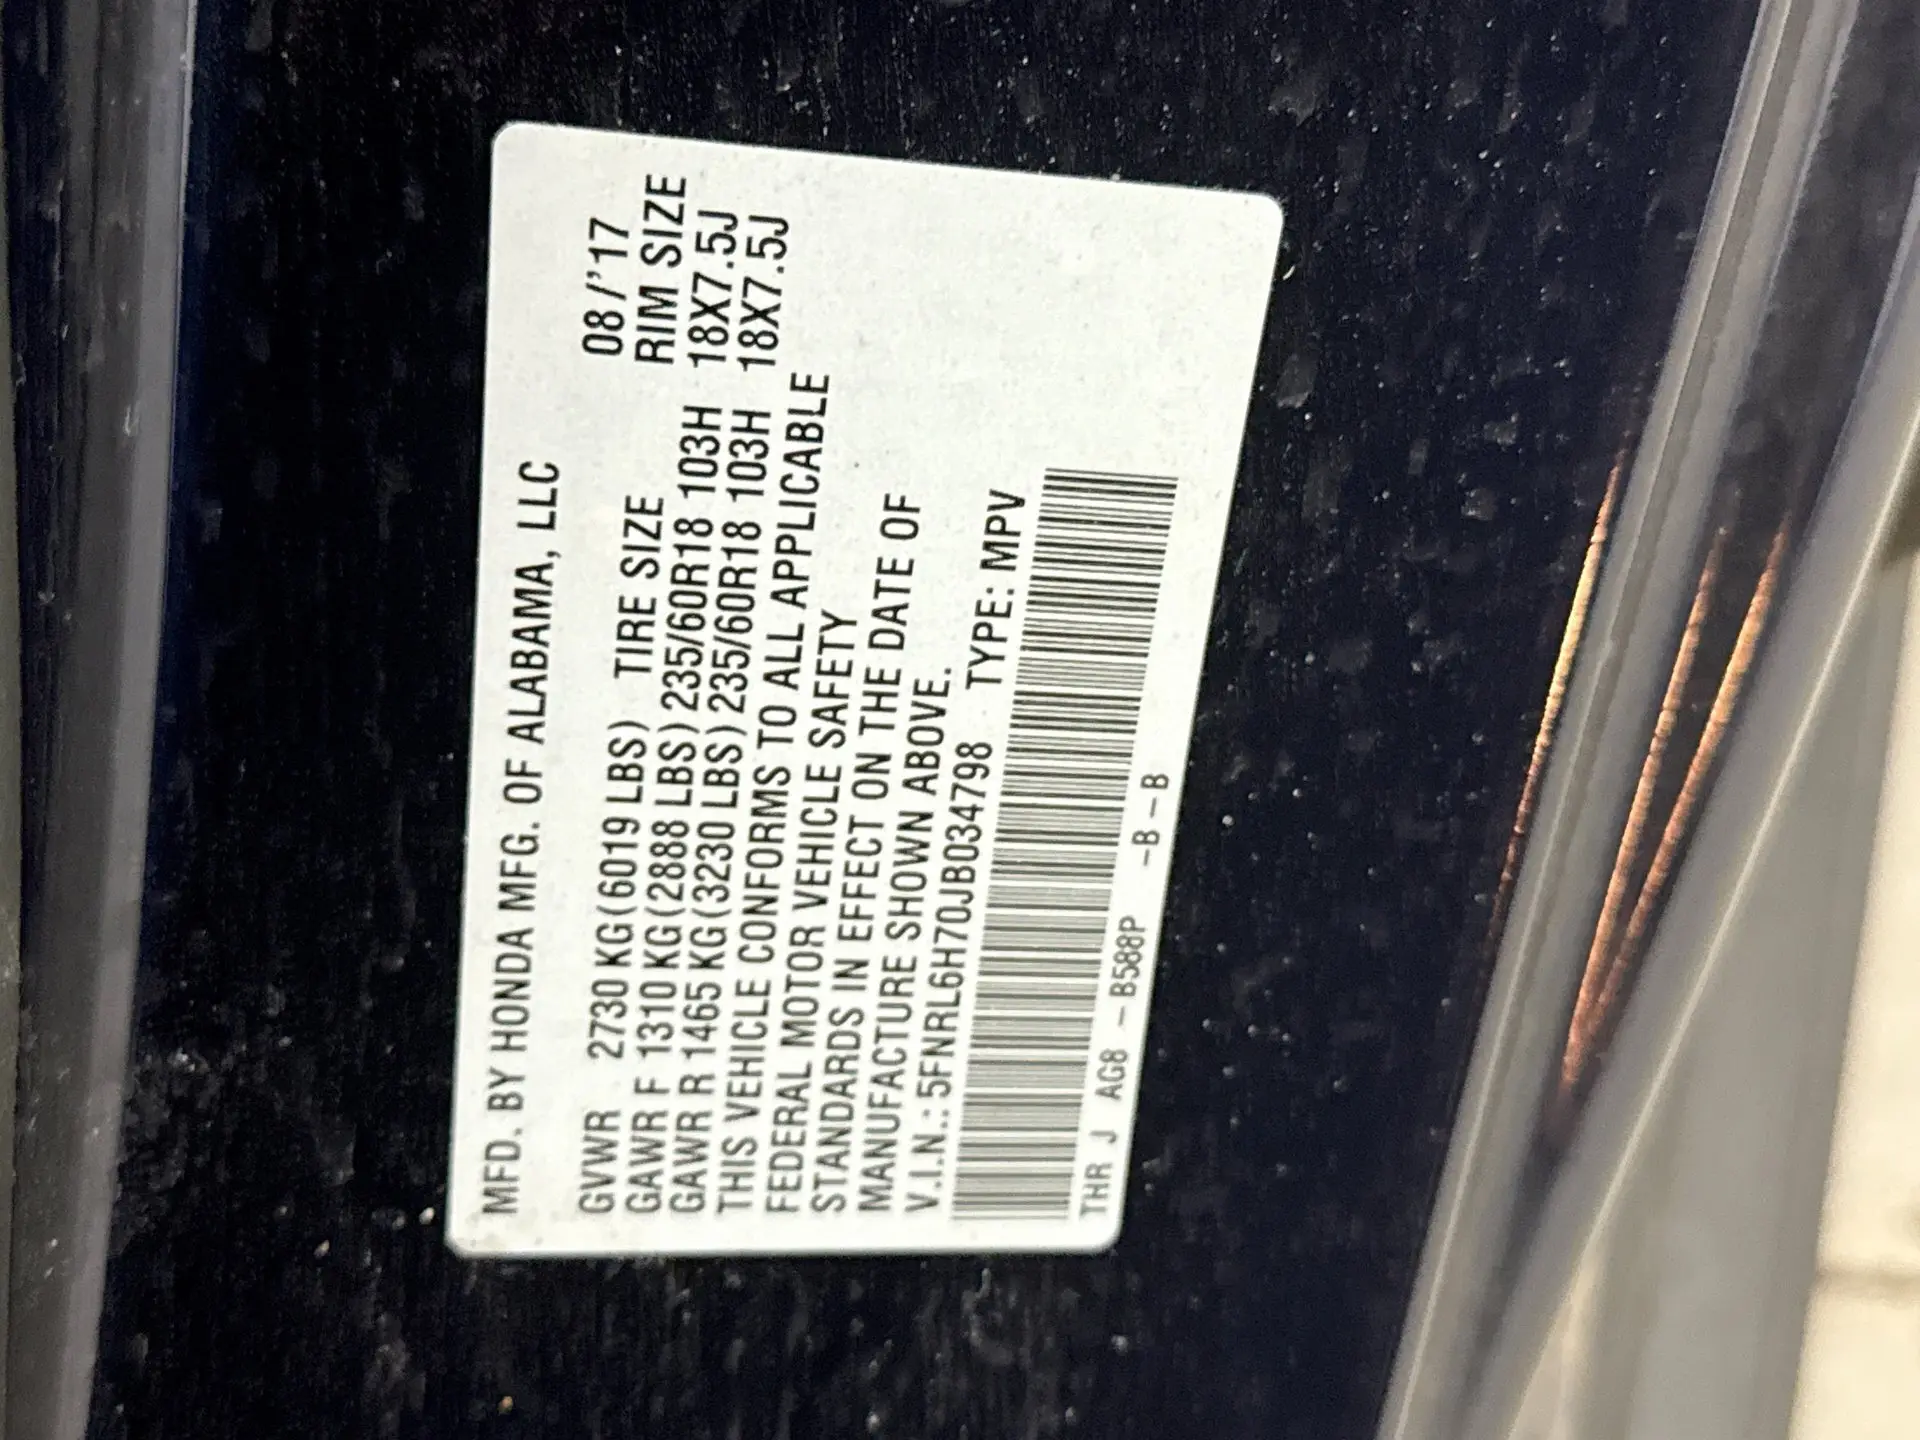 MFD. BY HONDA MFG. OF ALABAMA, LLC
08/'17
GVWR 2730 KG(6019 LBS) TIRE SIZE RIM SIZE
GAWR F 1310 KG(2888 LBS) 235/60R18 103H 18X7.5J
GAWR R 1465 KG(3230 LBS) 235/60R18 103H 18X7.5J
THIS VEHICLE CONFORMS TO ALL APPLICABLE
FEDERAL MOTOR VEHICLE SAFETY
STANDARDS IN EFFECT ON THE DATE OF
MANUFACTURE SHOWN ABOVE.
V.I.N.: 5FNRL6H70JB034798 TYPE: MPV
THR J AG8 - B588P -B-B